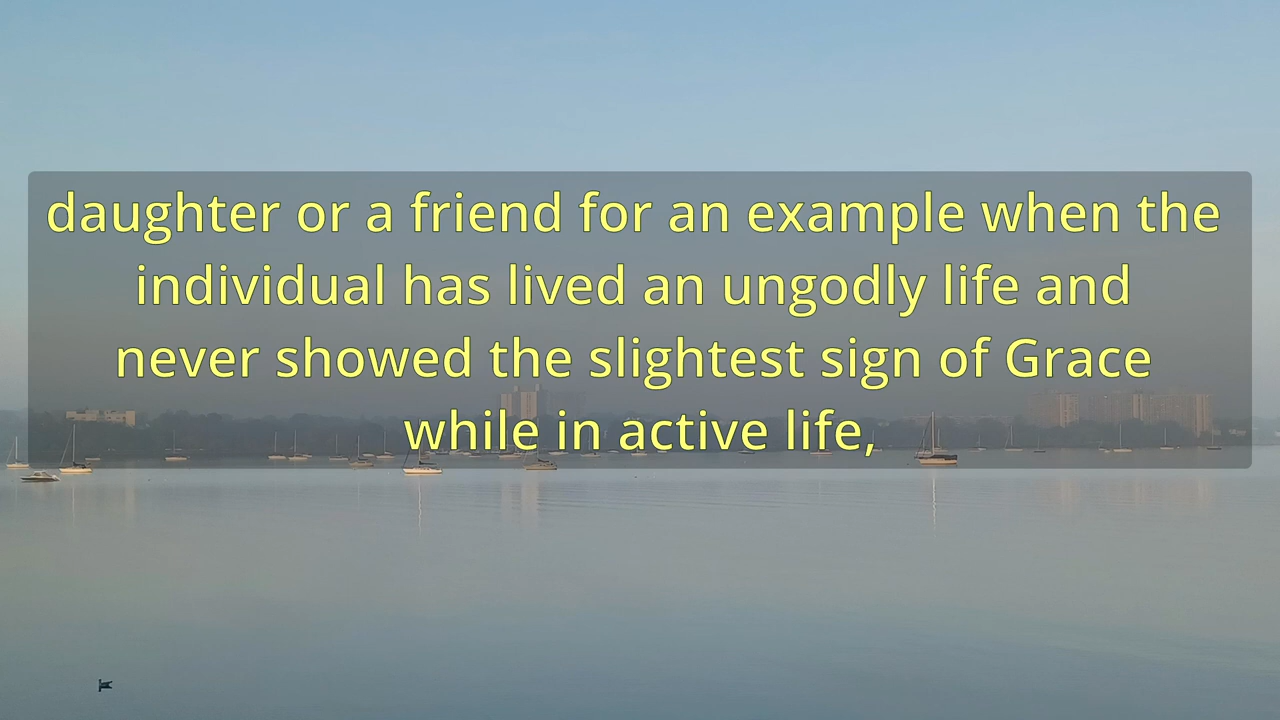 daughter or a friend for an example when the
individual has lived an ungodly life and
never showed the slightest sign of Grace
while in active life,